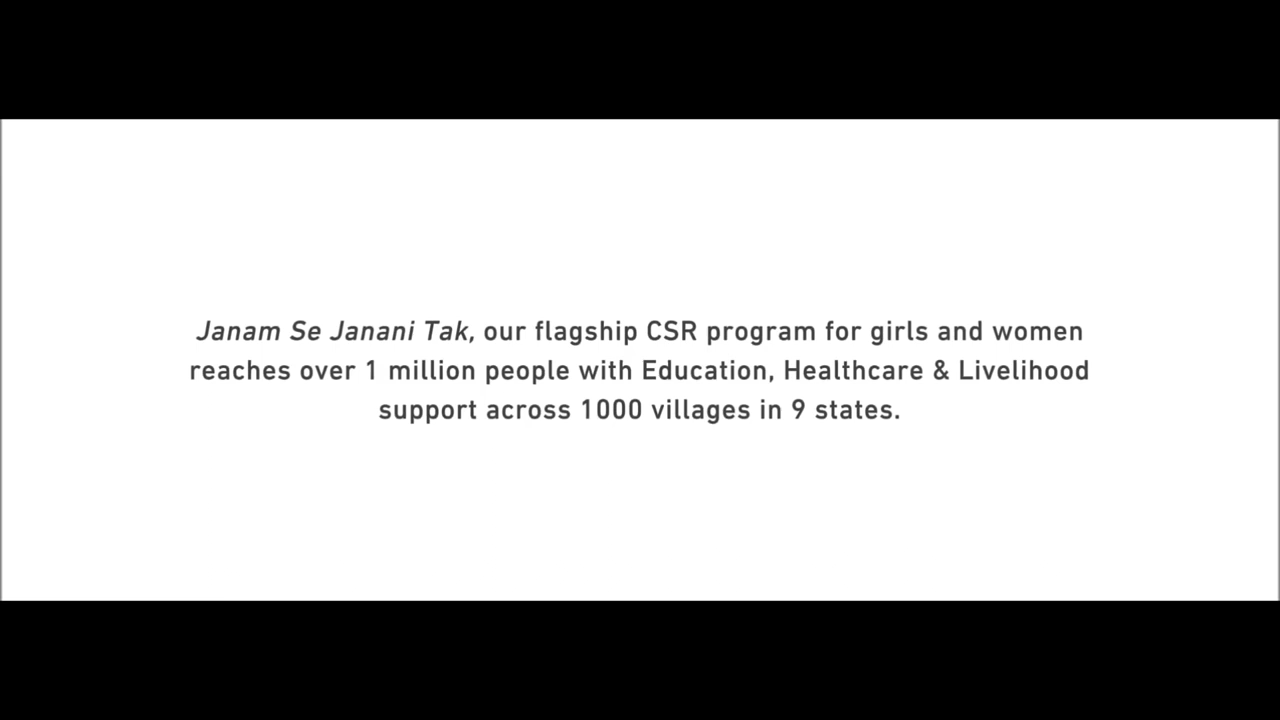 Janam Se Janani Tak, our flagship CSR program for girls and women
reaches over 1 million people with Education, Healthcare & Livelihood
support across 1000 villages in 9 states.